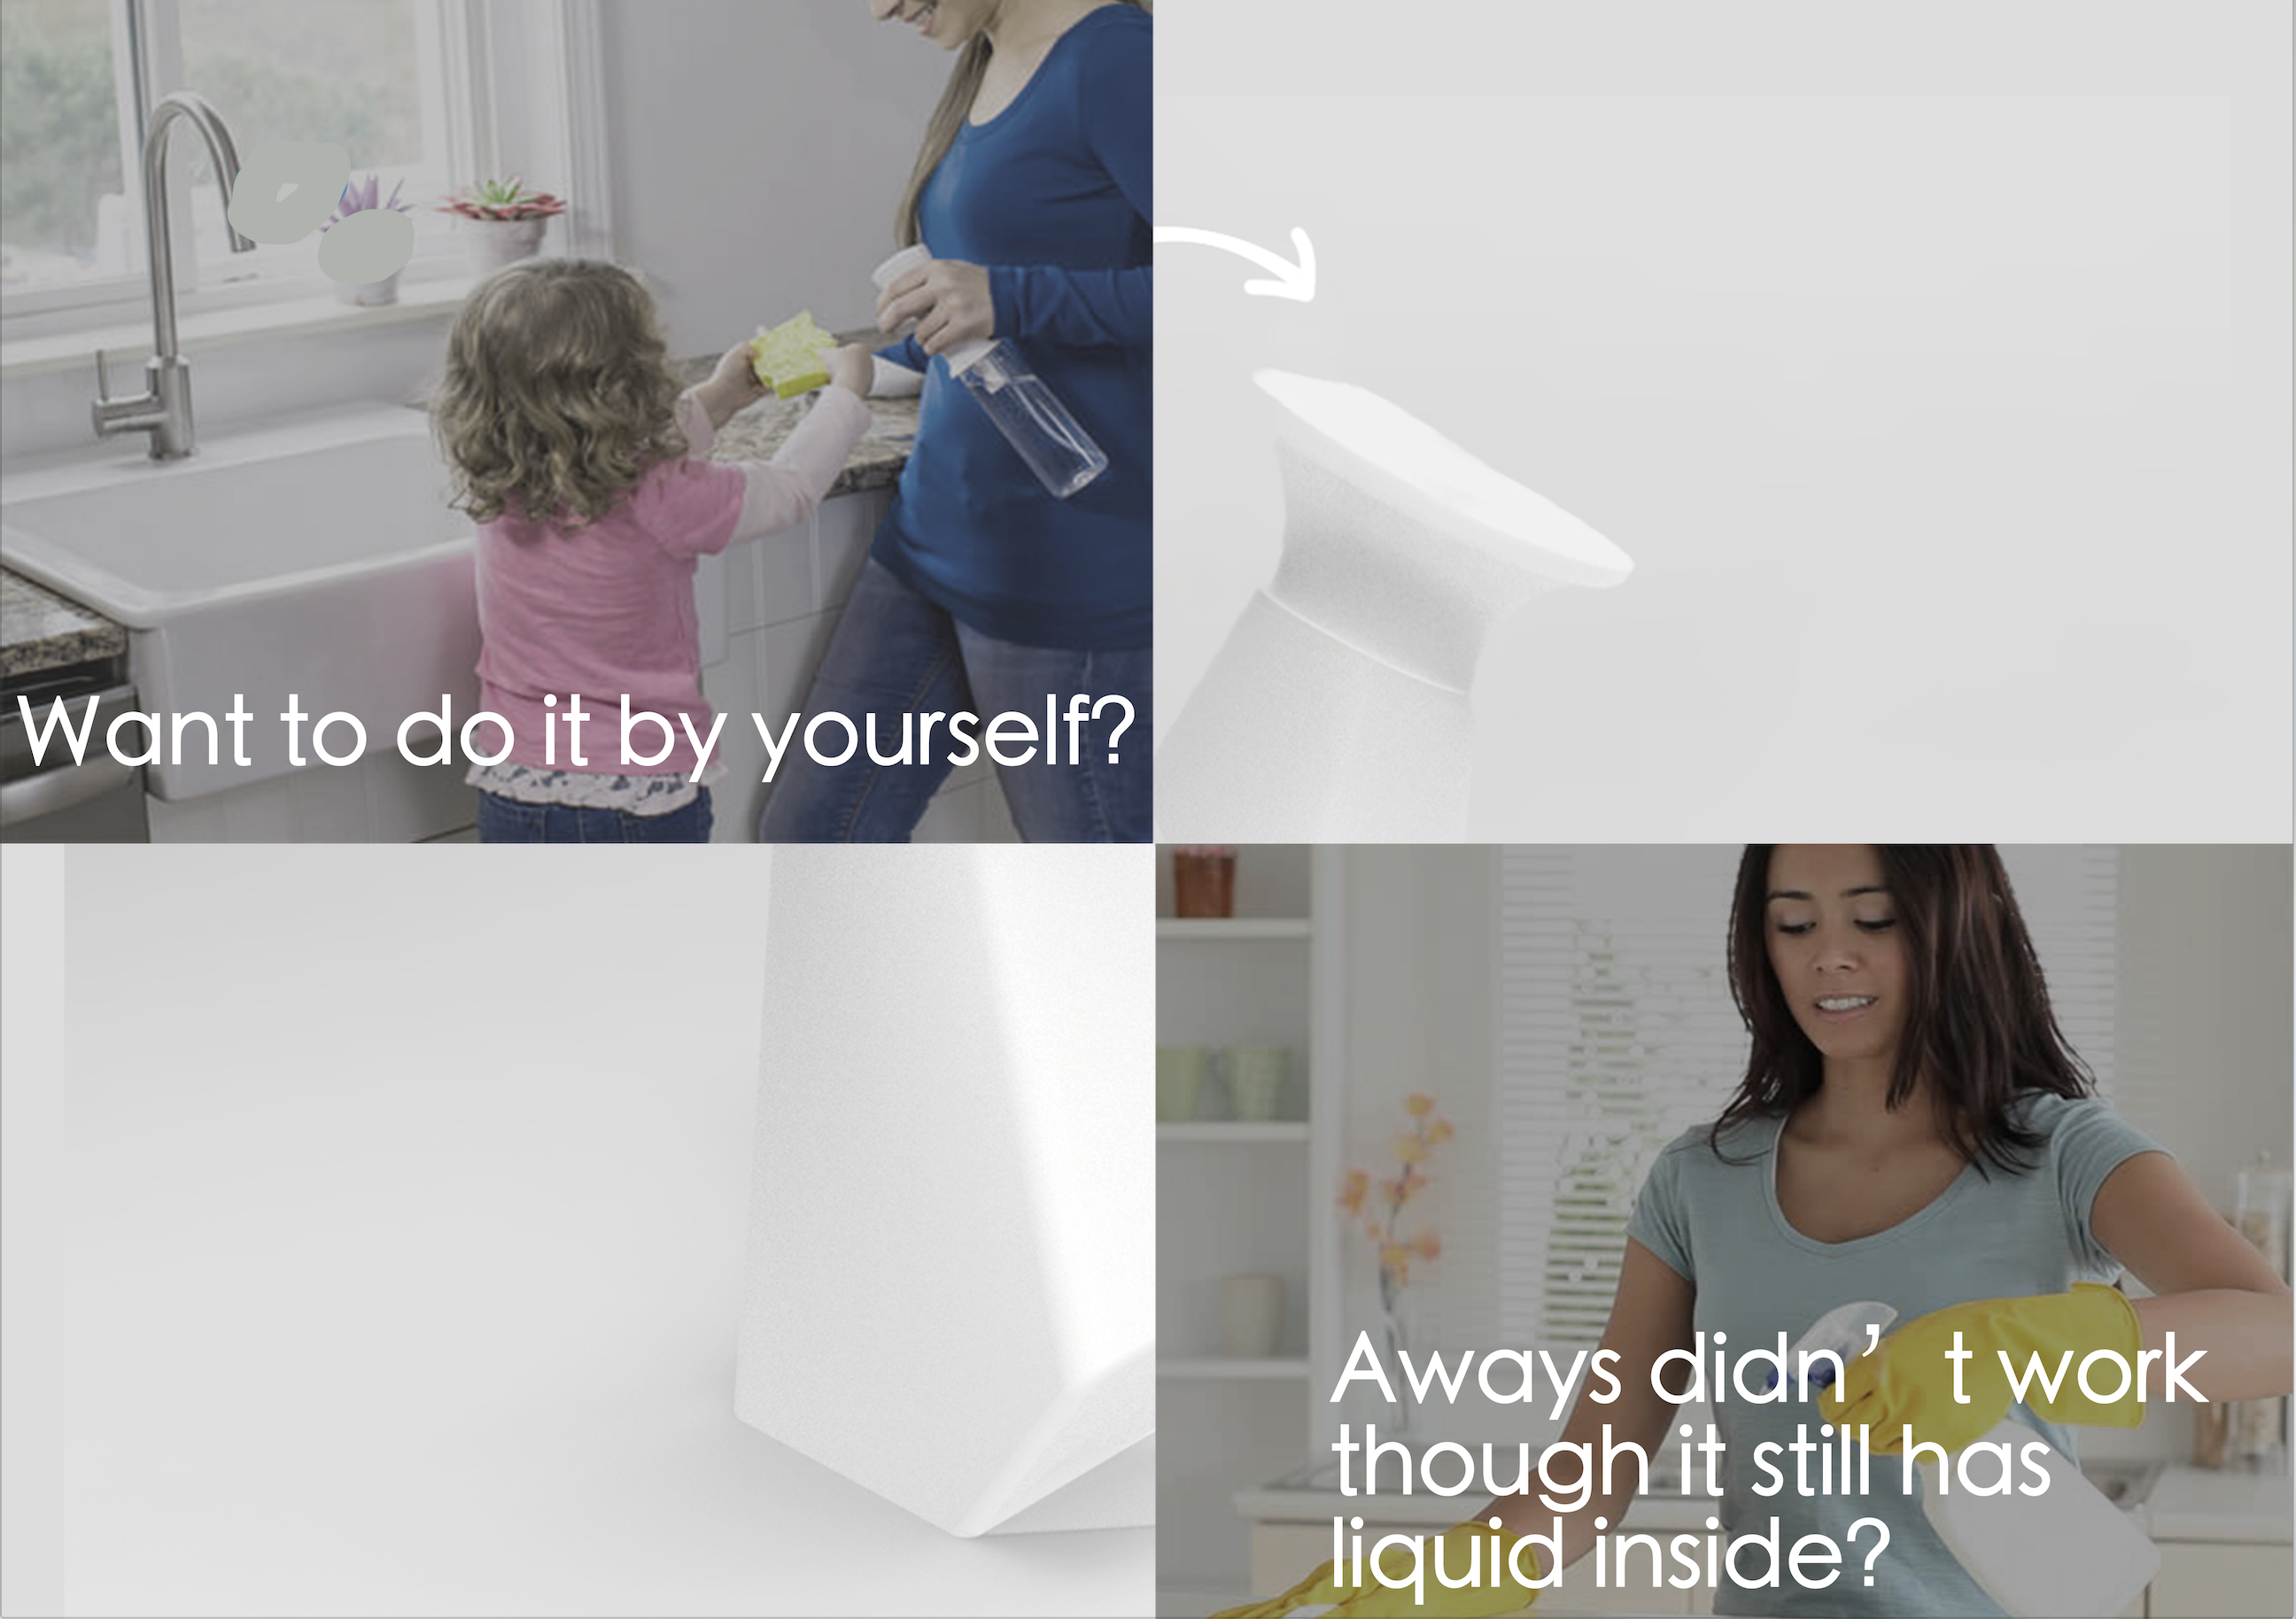 Want to do it by yourself?
Aways didn’ t work
though it still has
liquid inside?